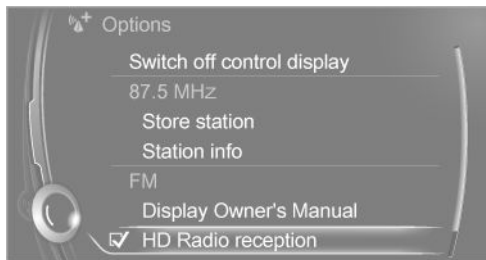 Options
Switch off control display
87.5 MHz
Store station
Station info
FM
Display Owner's Manual
HD Radio reception